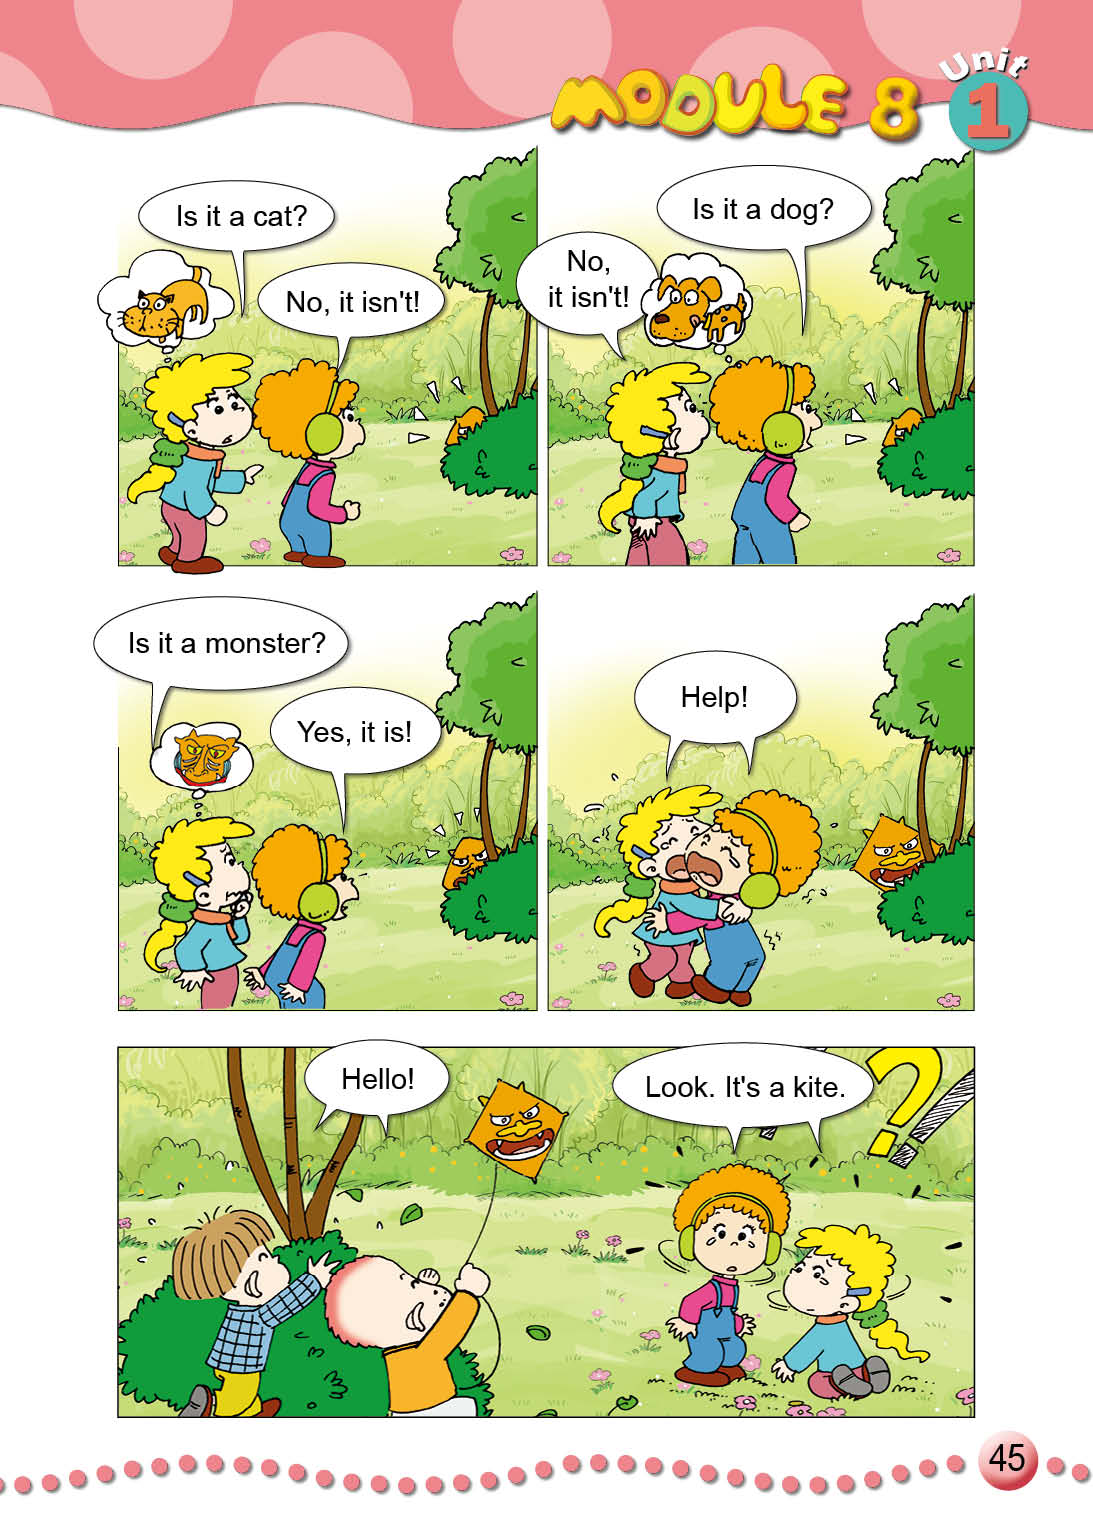 MODULE 8
Unit
1
Is it a cat?
No, it isn't!
Is it a dog?
No,
it isn't!
Is it a monster?
Yes, it is!
Help!
Hello!
Look. It's a kite.
?!
45